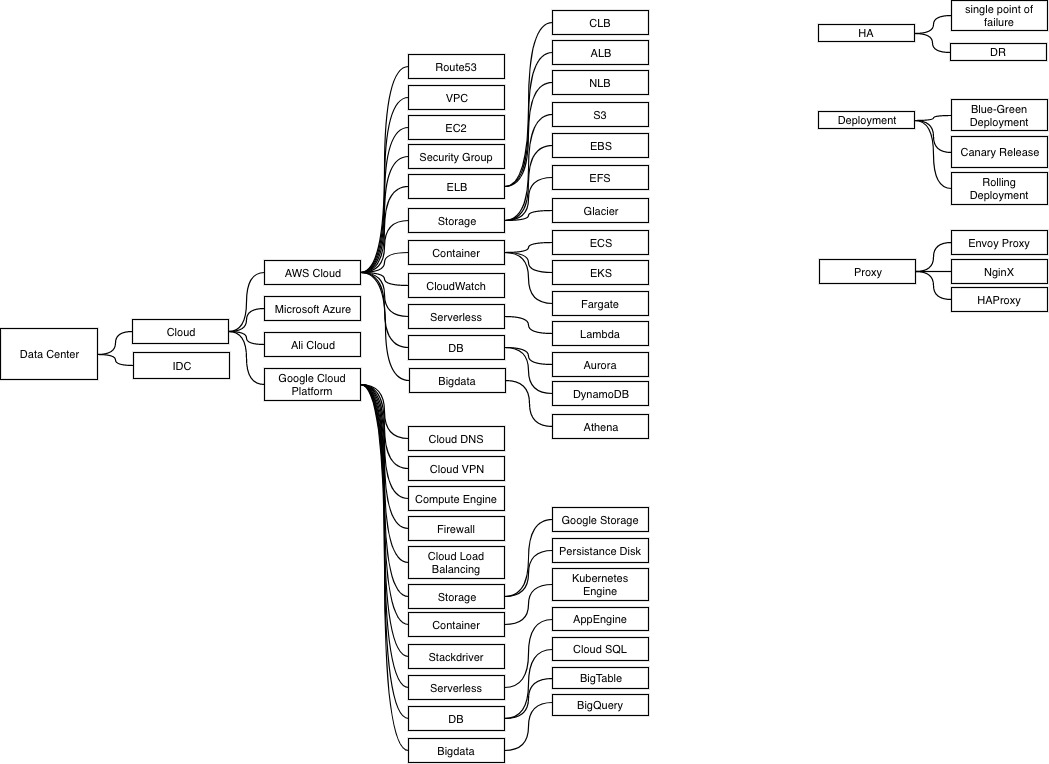 Data Center
Cloud
IDC
AWS Cloud
Microsoft Azure
Ali Cloud
Google Cloud
Platform
Route53
VPC
EC2
Security Group
ELB
Storage
Container
CloudWatch
Serverless
DB
Bigdata
CLB
ALB
NLB
S3
EBS
EFS
Glacier
ECS
EKS
Fargate
Lambda
Aurora
DynamoDB
Athena
Cloud DNS
Cloud VPN
Compute Engine
Firewall
Cloud Load
Balancing
Storage
Container
Stackdriver
Serverless
DB
Bigdata
Google Storage
Persistance Disk
Kubernetes
Engine
AppEngine
Cloud SQL
BigTable
BigQuery
HA
single point of
failure
DR
Deployment
Blue-Green
Deployment
Canary Release
Rolling
Deployment
Proxy
Envoy Proxy
NginX
HAProxy